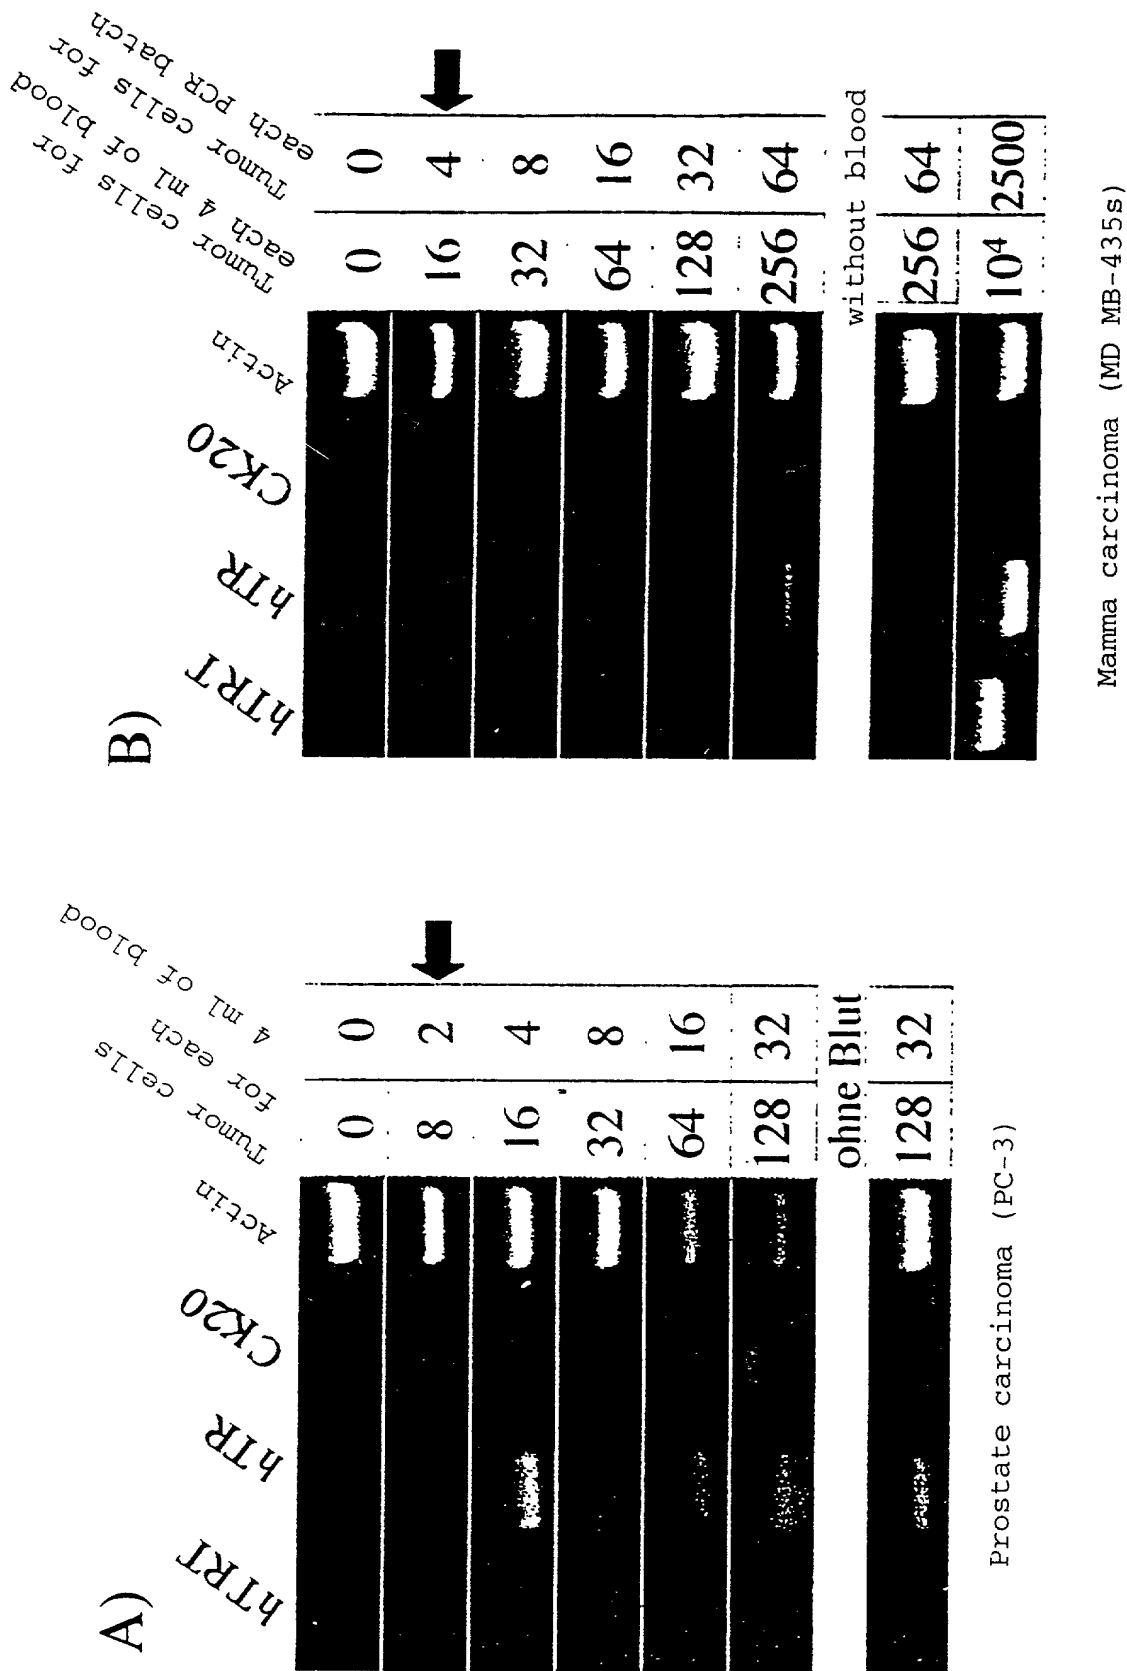 A)
hTRT
hTR
CK20
Actin
Tumor cells
for each
4 ml of blood
0 0
8 2
16 4
32 8
64 16
128 32
ohne Blut
128 32
Prostate carcinoma (PC-3)
B)
hTRT
hTR
CK20
Actin
Tumor cells for
each 4 ml of blood
Tumor cells for
each PCR batch
0 0
16 4
32 8
64 16
128 32
256 64
without blood
256 64
10⁴ 2500
Mamma carcinoma (MD MB-435s)